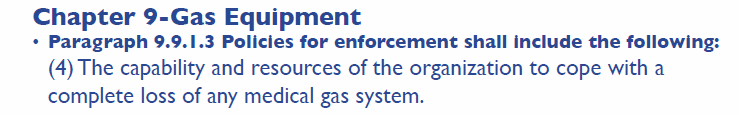 Chapter 9-Gas Equipment
• Paragraph 9.9.1.3 Policies for enforcement shall include the following:
(4) The capability and resources of the organization to cope with a
complete loss of any medical gas system.